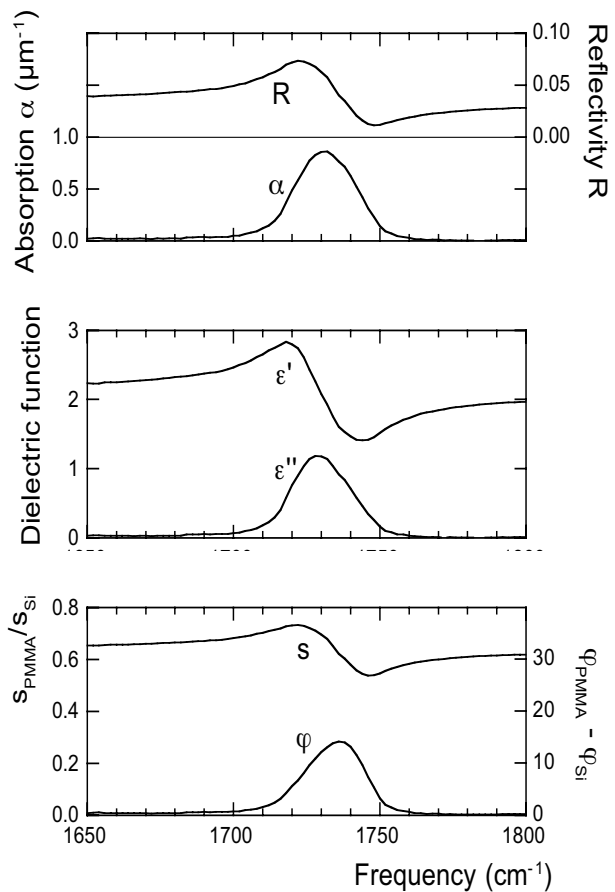 Absorption α (µm⁻¹)
1.0
0.5
0.0
R
α
0.10
0.05
0.00
Reflectivity R
Dielectric function
3
2
1
0
ε'
ε"
s_PMMA/s_Si
0.8
0.6
0.4
0.2
0.0
s
φ
30
20
10
0
φ_PMMA - φ_Si
1650 1700 1750 1800
Frequency (cm⁻¹)